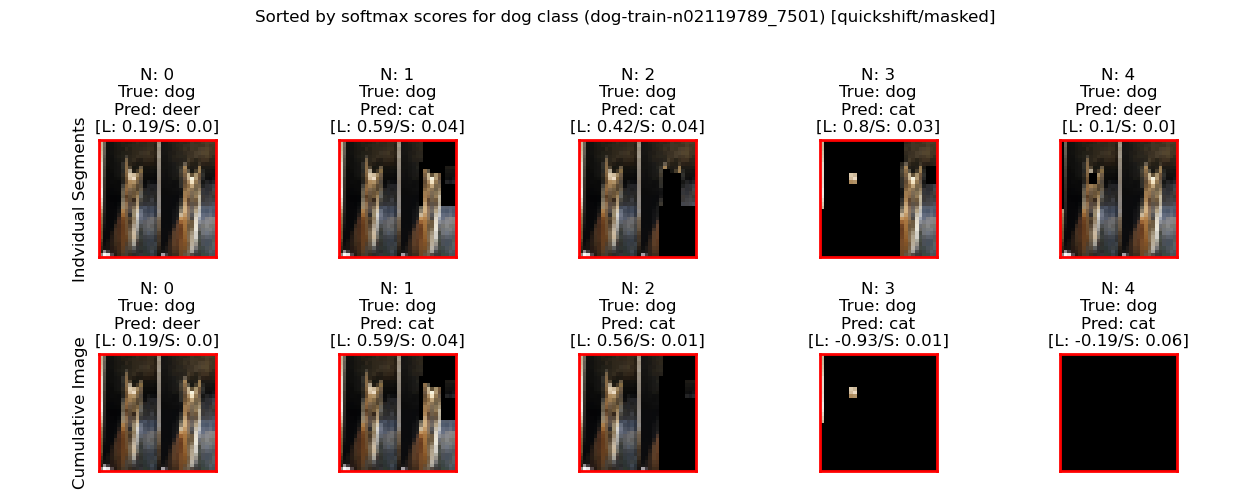 Sorted by softmax scores for dog class (dog-train-n02119789_7501) [quickshift/masked]
Indvidual Segments
N: 0
True: dog
Pred: deer
[L: 0.19/S: 0.0]
N: 1
True: dog
Pred: cat
[L: 0.59/S: 0.04]
N: 2
True: dog
Pred: cat
[L: 0.42/S: 0.04]
N: 3
True: dog
Pred: cat
[L: 0.8/S: 0.03]
N: 4
True: dog
Pred: deer
[L: 0.1/S: 0.0]
Cumulative Image
N: 0
True: dog
Pred: deer
[L: 0.19/S: 0.0]
N: 1
True: dog
Pred: cat
[L: 0.59/S: 0.04]
N: 2
True: dog
Pred: cat
[L: 0.56/S: 0.01]
N: 3
True: dog
Pred: cat
[L: -0.93/S: 0.01]
N: 4
True: dog
Pred: cat
[L: -0.19/S: 0.06]